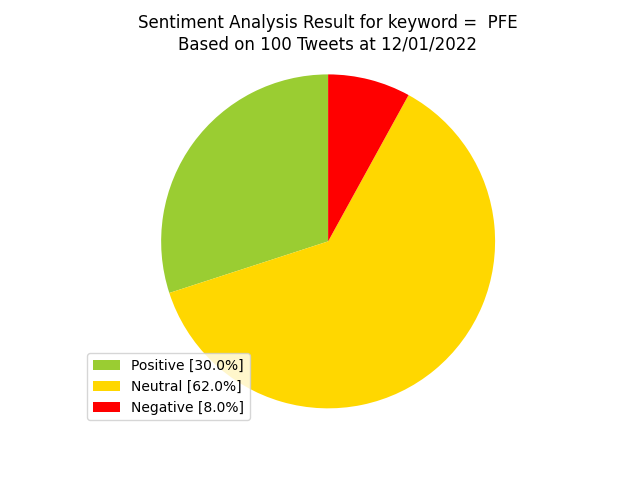 Sentiment Analysis Result for keyword =  PFE
Based on 100 Tweets at 12/01/2022
Positive [30.0%]
Neutral [62.0%]
Negative [8.0%]